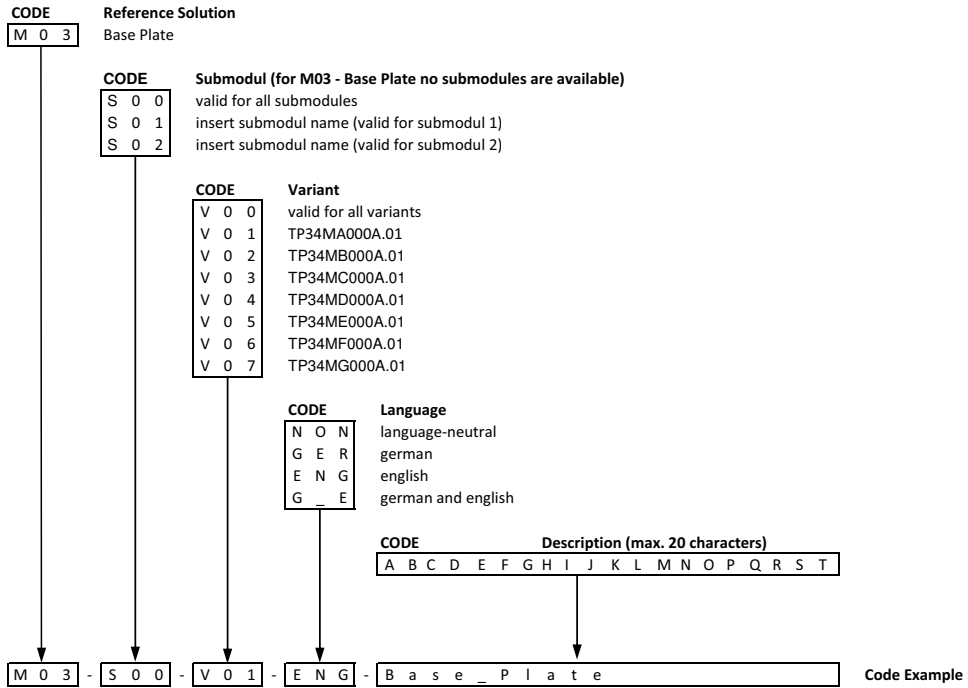 CODE Reference Solution
M 0 3 Base Plate
CODE Submodul (for M03 - Base Plate no submodules are available)
S 0 0 valid for all submodules
S 0 1 insert submodul name (valid for submodul 1)
S 0 2 insert submodul name (valid for submodul 2)
CODE Variant
V 0 0 valid for all variants
V 0 1 TP34MA000A.01
V 0 2 TP34MB000A.01
V 0 3 TP34MC000A.01
V 0 4 TP34MD000A.01
V 0 5 TP34ME000A.01
V 0 6 TP34MF000A.01
V 0 7 TP34MG000A.01
CODE Language
N O N language-neutral
G E R german
E N G english
G _ E german and english
CODE Description (max. 20 characters)
A B C D E F G H I J K L M N O P Q R S T
M 0 3 - S 0 0 - V 0 1 - E N G - B a s e _ P l a t e Code Example